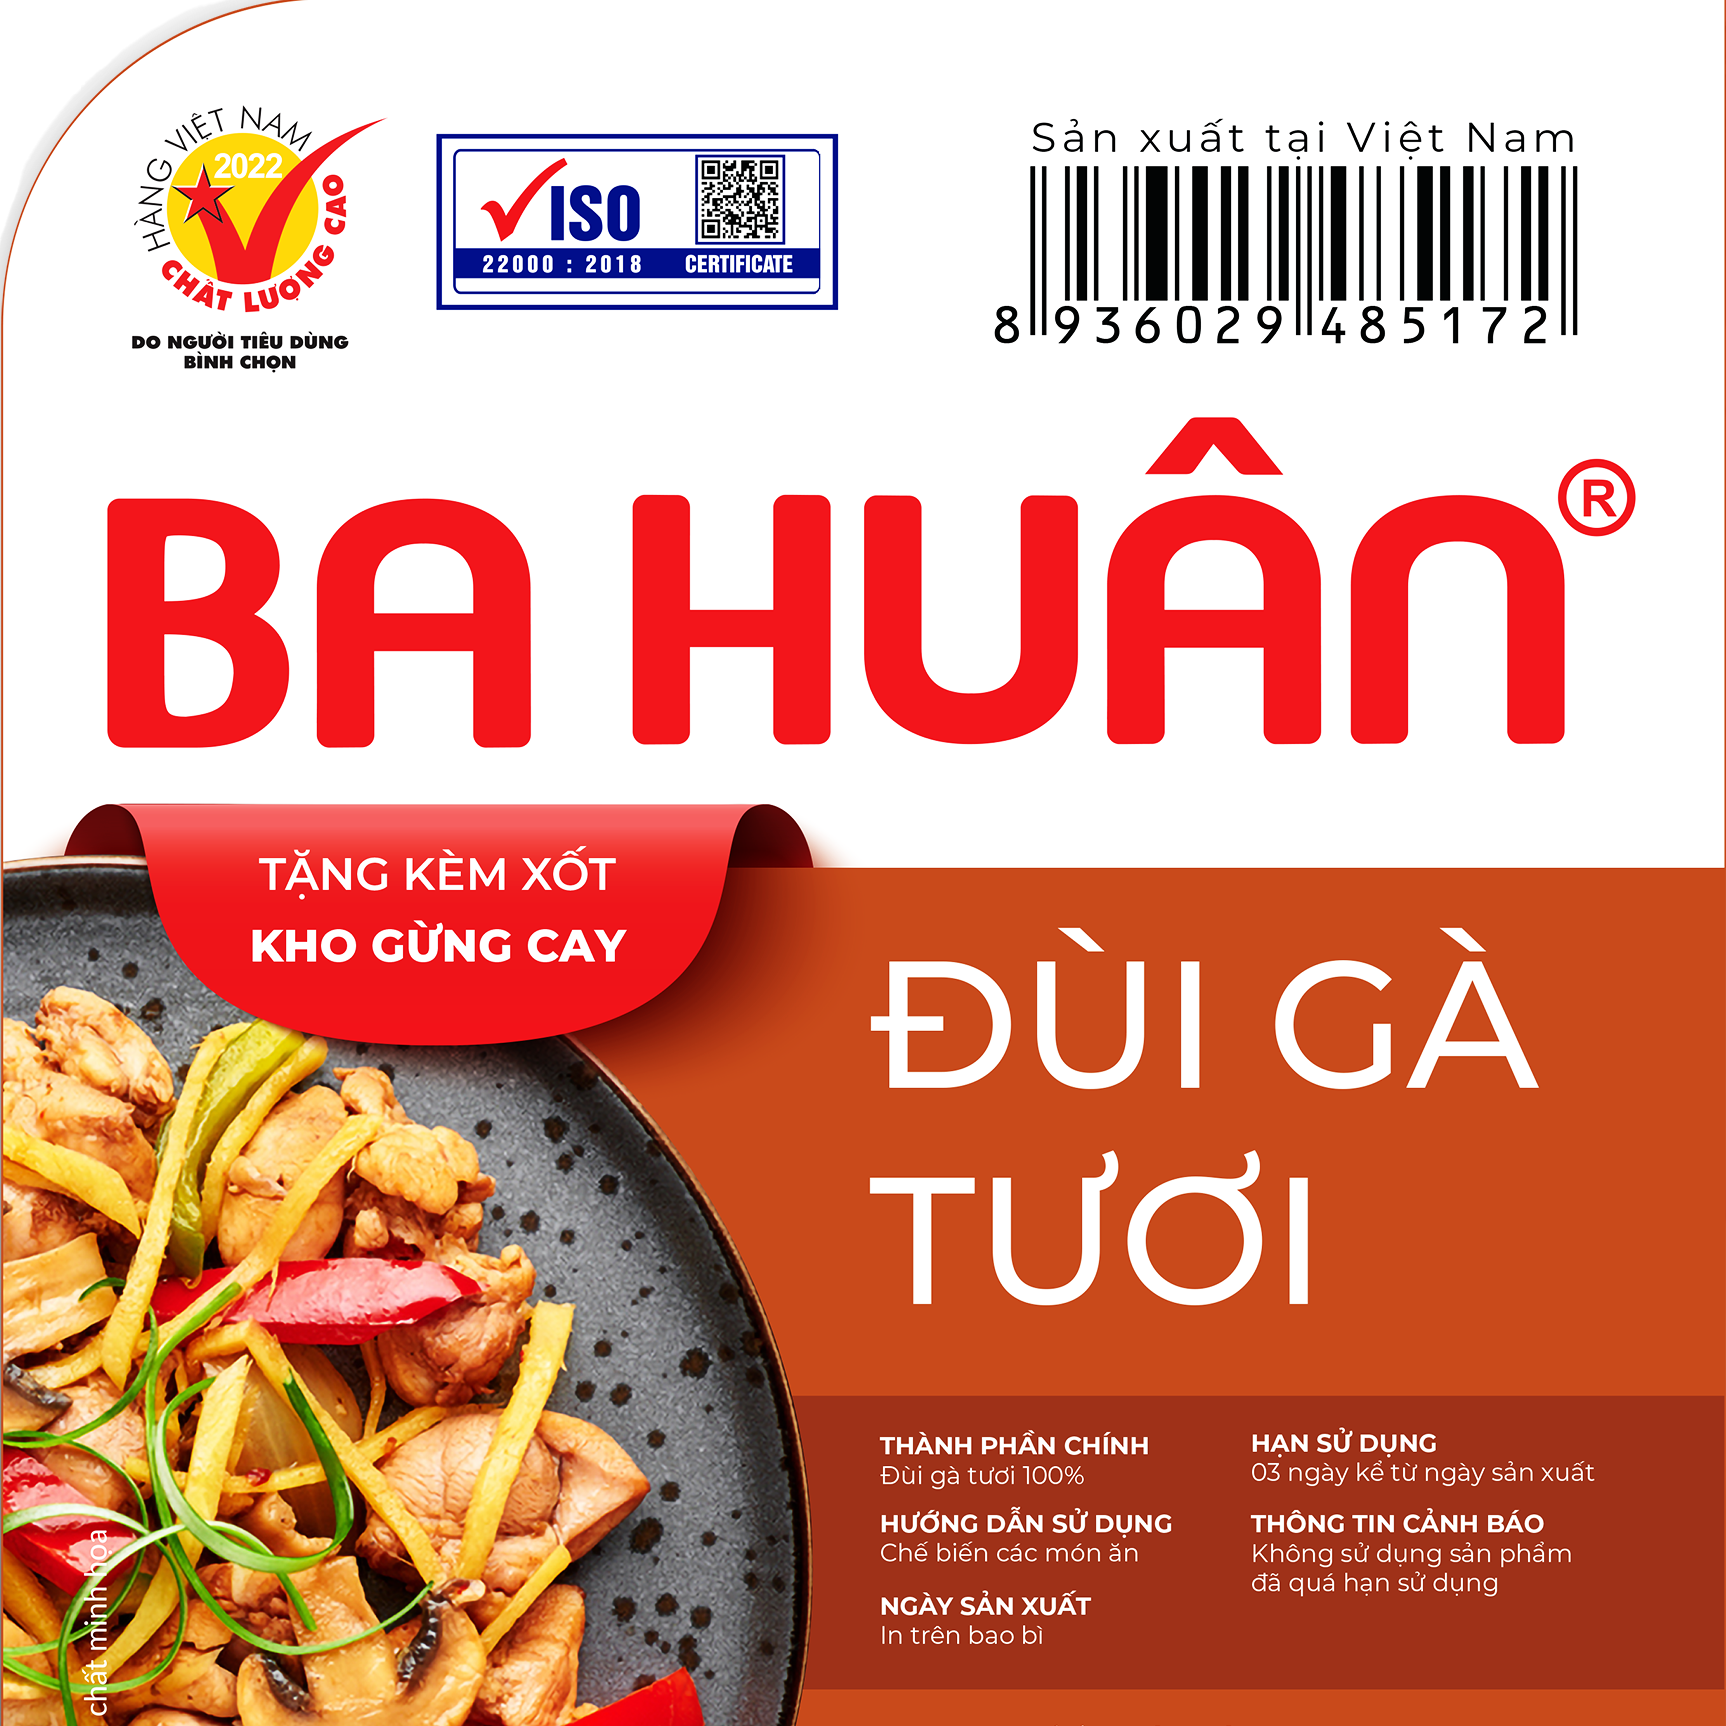 HÀNG VIỆT NAM
2022
CHẤT LƯỢNG CAO
DO NGƯỜI TIÊU DÙNG
BÌNH CHỌN
ISO
22000 : 2018 CERTIFICATE
Sản xuất tại Việt Nam
8 936029 485172
BA HUÂN®
TẶNG KÈM XỐT
KHO GỪNG CAY
ĐÙI GÀ
TƯƠI
THÀNH PHẦN CHÍNH
Đùi gà tươi 100%
HƯỚNG DẪN SỬ DỤNG
Chế biến các món ăn
NGÀY SẢN XUẤT
In trên bao bì
HẠN SỬ DỤNG
03 ngày kể từ ngày sản xuất
THÔNG TIN CẢNH BÁO
Không sử dụng sản phẩm
đã quá hạn sử dụng
chất minh họa